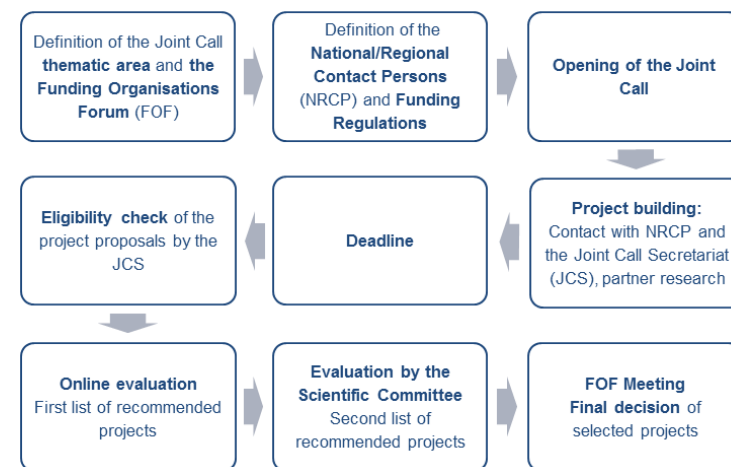 Definition of the Joint Call
thematic area and the
Funding Organisations
Forum (FOF)
Definition of the
National/Regional
Contact Persons
(NRCP) and Funding
Regulations
Opening of the Joint
Call
Project building:
Contact with NRCP and
the Joint Call Secretariat
(JCS), partner research
Deadline
Eligibility check of the
project proposals by the
JCS
Online evaluation
First list of recommended
projects
Evaluation by the
Scientific Committee
Second list of
recommended projects
FOF Meeting
Final decision of
selected projects